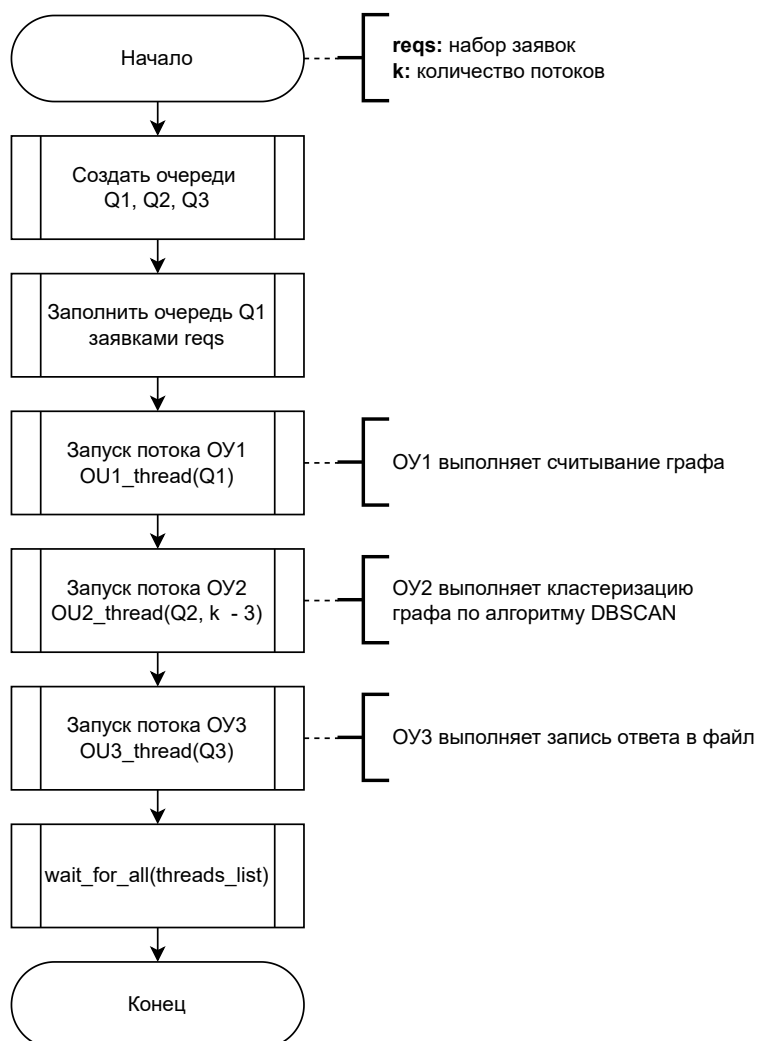 Начало
reqs: набор заявок
k: количество потоков
Создать очереди
Q1, Q2, Q3
Заполнить очередь Q1
заявками reqs
Запуск потока ОУ1
OU1_thread(Q1)
ОУ1 выполняет считывание графа
Запуск потока ОУ2
OU2_thread(Q2, k - 3)
ОУ2 выполняет кластеризацию
графа по алгоритму DBSCAN
Запуск потока ОУ3
OU3_thread(Q3)
ОУ3 выполняет запись ответа в файл
wait_for_all(threads_list)
Конец